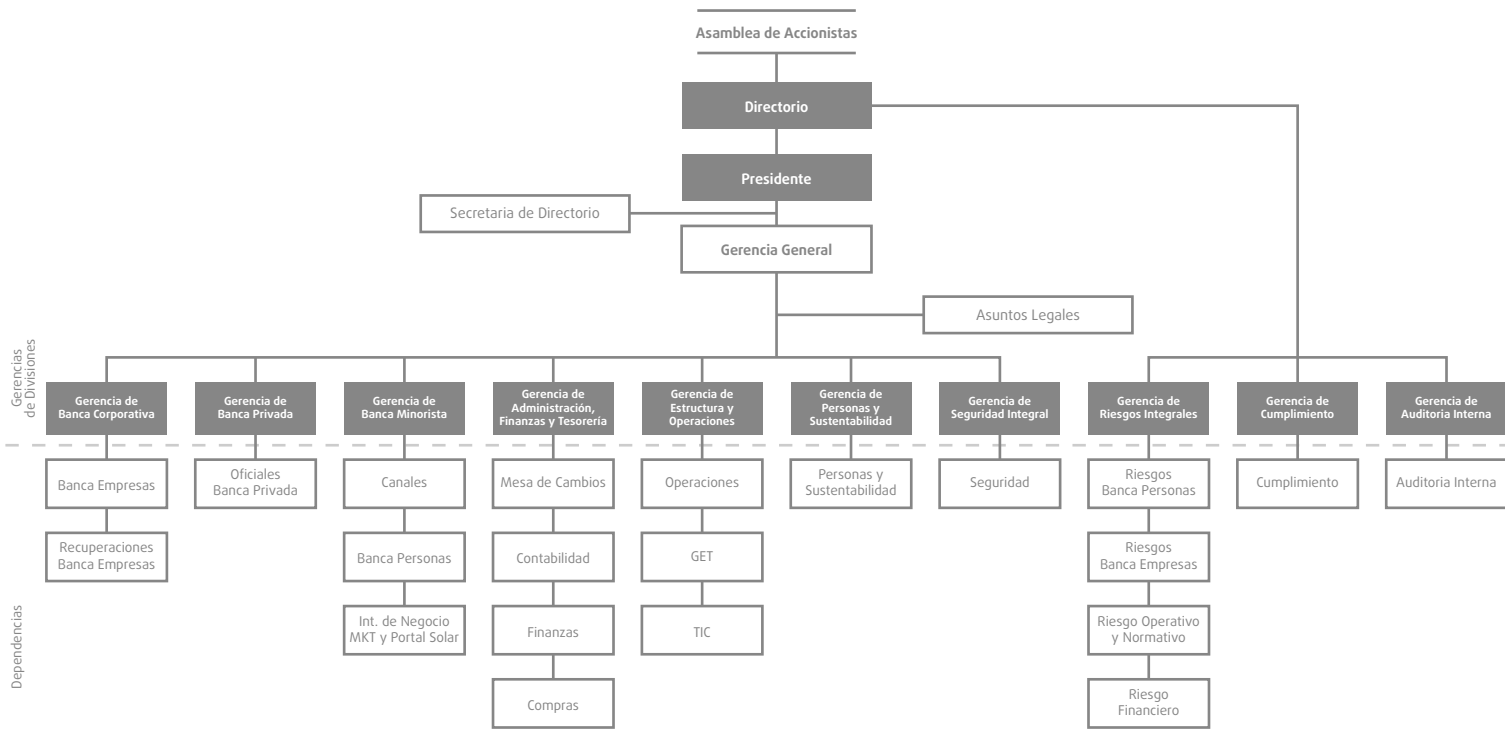 Asamblea de Accionistas
Directorio
Presidente
Secretaria de Directorio
Gerencia General
Asuntos Legales
Gerencias
de Divisiones
Gerencia de
Banca Corporativa
Gerencia de
Banca Privada
Gerencia de
Banca Minorista
Gerencia de
Administración,
Finanzas y Tesorería
Gerencia de
Estructura y
Operaciones
Gerencia de
Personas y
Sustentabilidad
Gerencia de
Seguridad Integral
Gerencia de
Riesgos Integrales
Gerencia de
Cumplimiento
Gerencia de
Auditoria Interna
Dependencias
Banca Empresas
Oficiales
Banca Privada
Canales
Mesa de Cambios
Operaciones
Personas y
Sustentabilidad
Seguridad
Riesgos
Banca Personas
Cumplimiento
Auditoria Interna
Recuperaciones
Banca Empresas
Banca Personas
Contabilidad
GET
Riesgos
Banca Empresas
Int. de Negocio
MKT y Portal Solar
Finanzas
TIC
Riesgo Operativo
y Normativo
Compras
Riesgo
Financiero